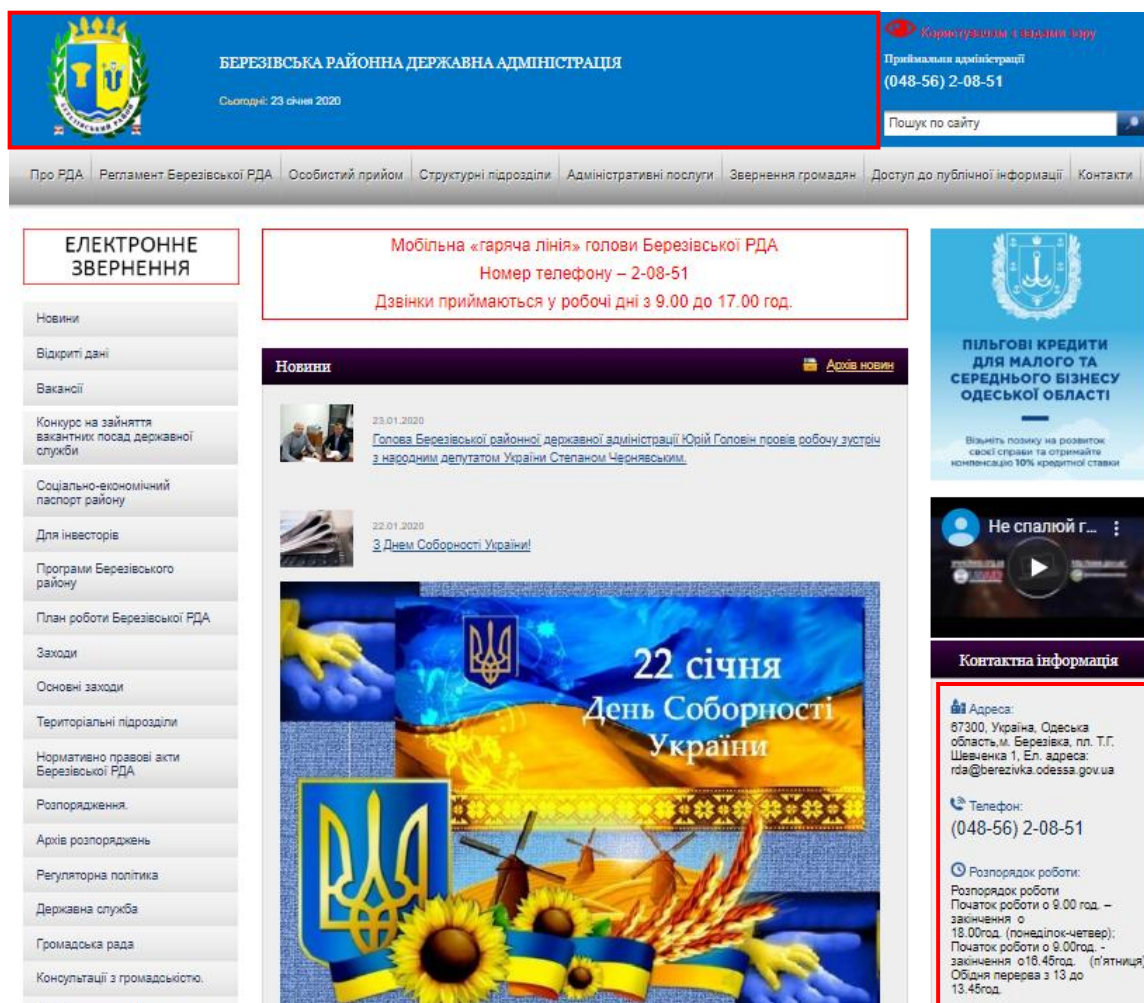 БЕРЕЗІВСЬКА РАЙОННА ДЕРЖАВНА АДМІНІСТРАЦІЯ
Сьогодні: 23 січня 2020
БЕРЕЗІВСЬКИЙ РАЙОН
Користувачам з вадами зору
Приймальня адміністрації
(048-56) 2-08-51
Пошук по сайту
Про РДА
Регламент Березівської РДА
Особистий прийом
Структурні підрозділи
Адміністративні послуги
Звернення громадян
Доступ до публічної інформації
Контакти
ЕЛЕКТРОННЕ
ЗВЕРНЕННЯ
Новини
Відкриті дані
Вакансії
Конкурс на зайняття
вакантних посад державної
служби
Соціально-економічний
паспорт району
Для інвесторів
Програми Березівського
району
План роботи Березівської РДА
Заходи
Основні заходи
Територіальні підрозділи
Нормативно правові акти
Березівської РДА
Розпорядження.
Архів розпоряджень
Регуляторна політика
Державна служба
Громадська рада
Консультації з громадськістю.
Мобільна «гаряча лінія» голови Березівської РДА
Номер телефону – 2-08-51
Дзвінки приймаються у робочі дні з 9.00 до 17.00 год.
Новини
Архів новин
23.01.2020
Голова Березівської районної державної адміністрації Юрій Головін провів робочу зустріч
з народним депутатом України Степаном Чернявським.
22.01.2020
З Днем Соборності України!
22 січня
День Соборності
України
ПІЛЬГОВІ КРЕДИТИ
ДЛЯ МАЛОГО ТА
СЕРЕДНЬОГО БІЗНЕСУ
ОДЕСЬКОЇ ОБЛАСТІ
Візьміть позику на розвиток
своєї справи та отримайте
компенсацію 10% кредитної ставки
Не спалюй г...
Контактна інформація
Адреса:
67300, Україна, Одеська
область,м. Березівка, пл. Т.Г.
Шевченка 1, Ел. адреса:
rda@berezivka.odessa.gov.ua
Телефон:
(048-56) 2-08-51
Розпорядок роботи:
Розпорядок роботи
Початок роботи о 9.00 год. –
закінчення о
18.00год. (понеділок-четвер);
Початок роботи о 9.00год. -
закінчення о16.45год. (п'ятниця)
Обідня перерва з 13 до
13.45год.